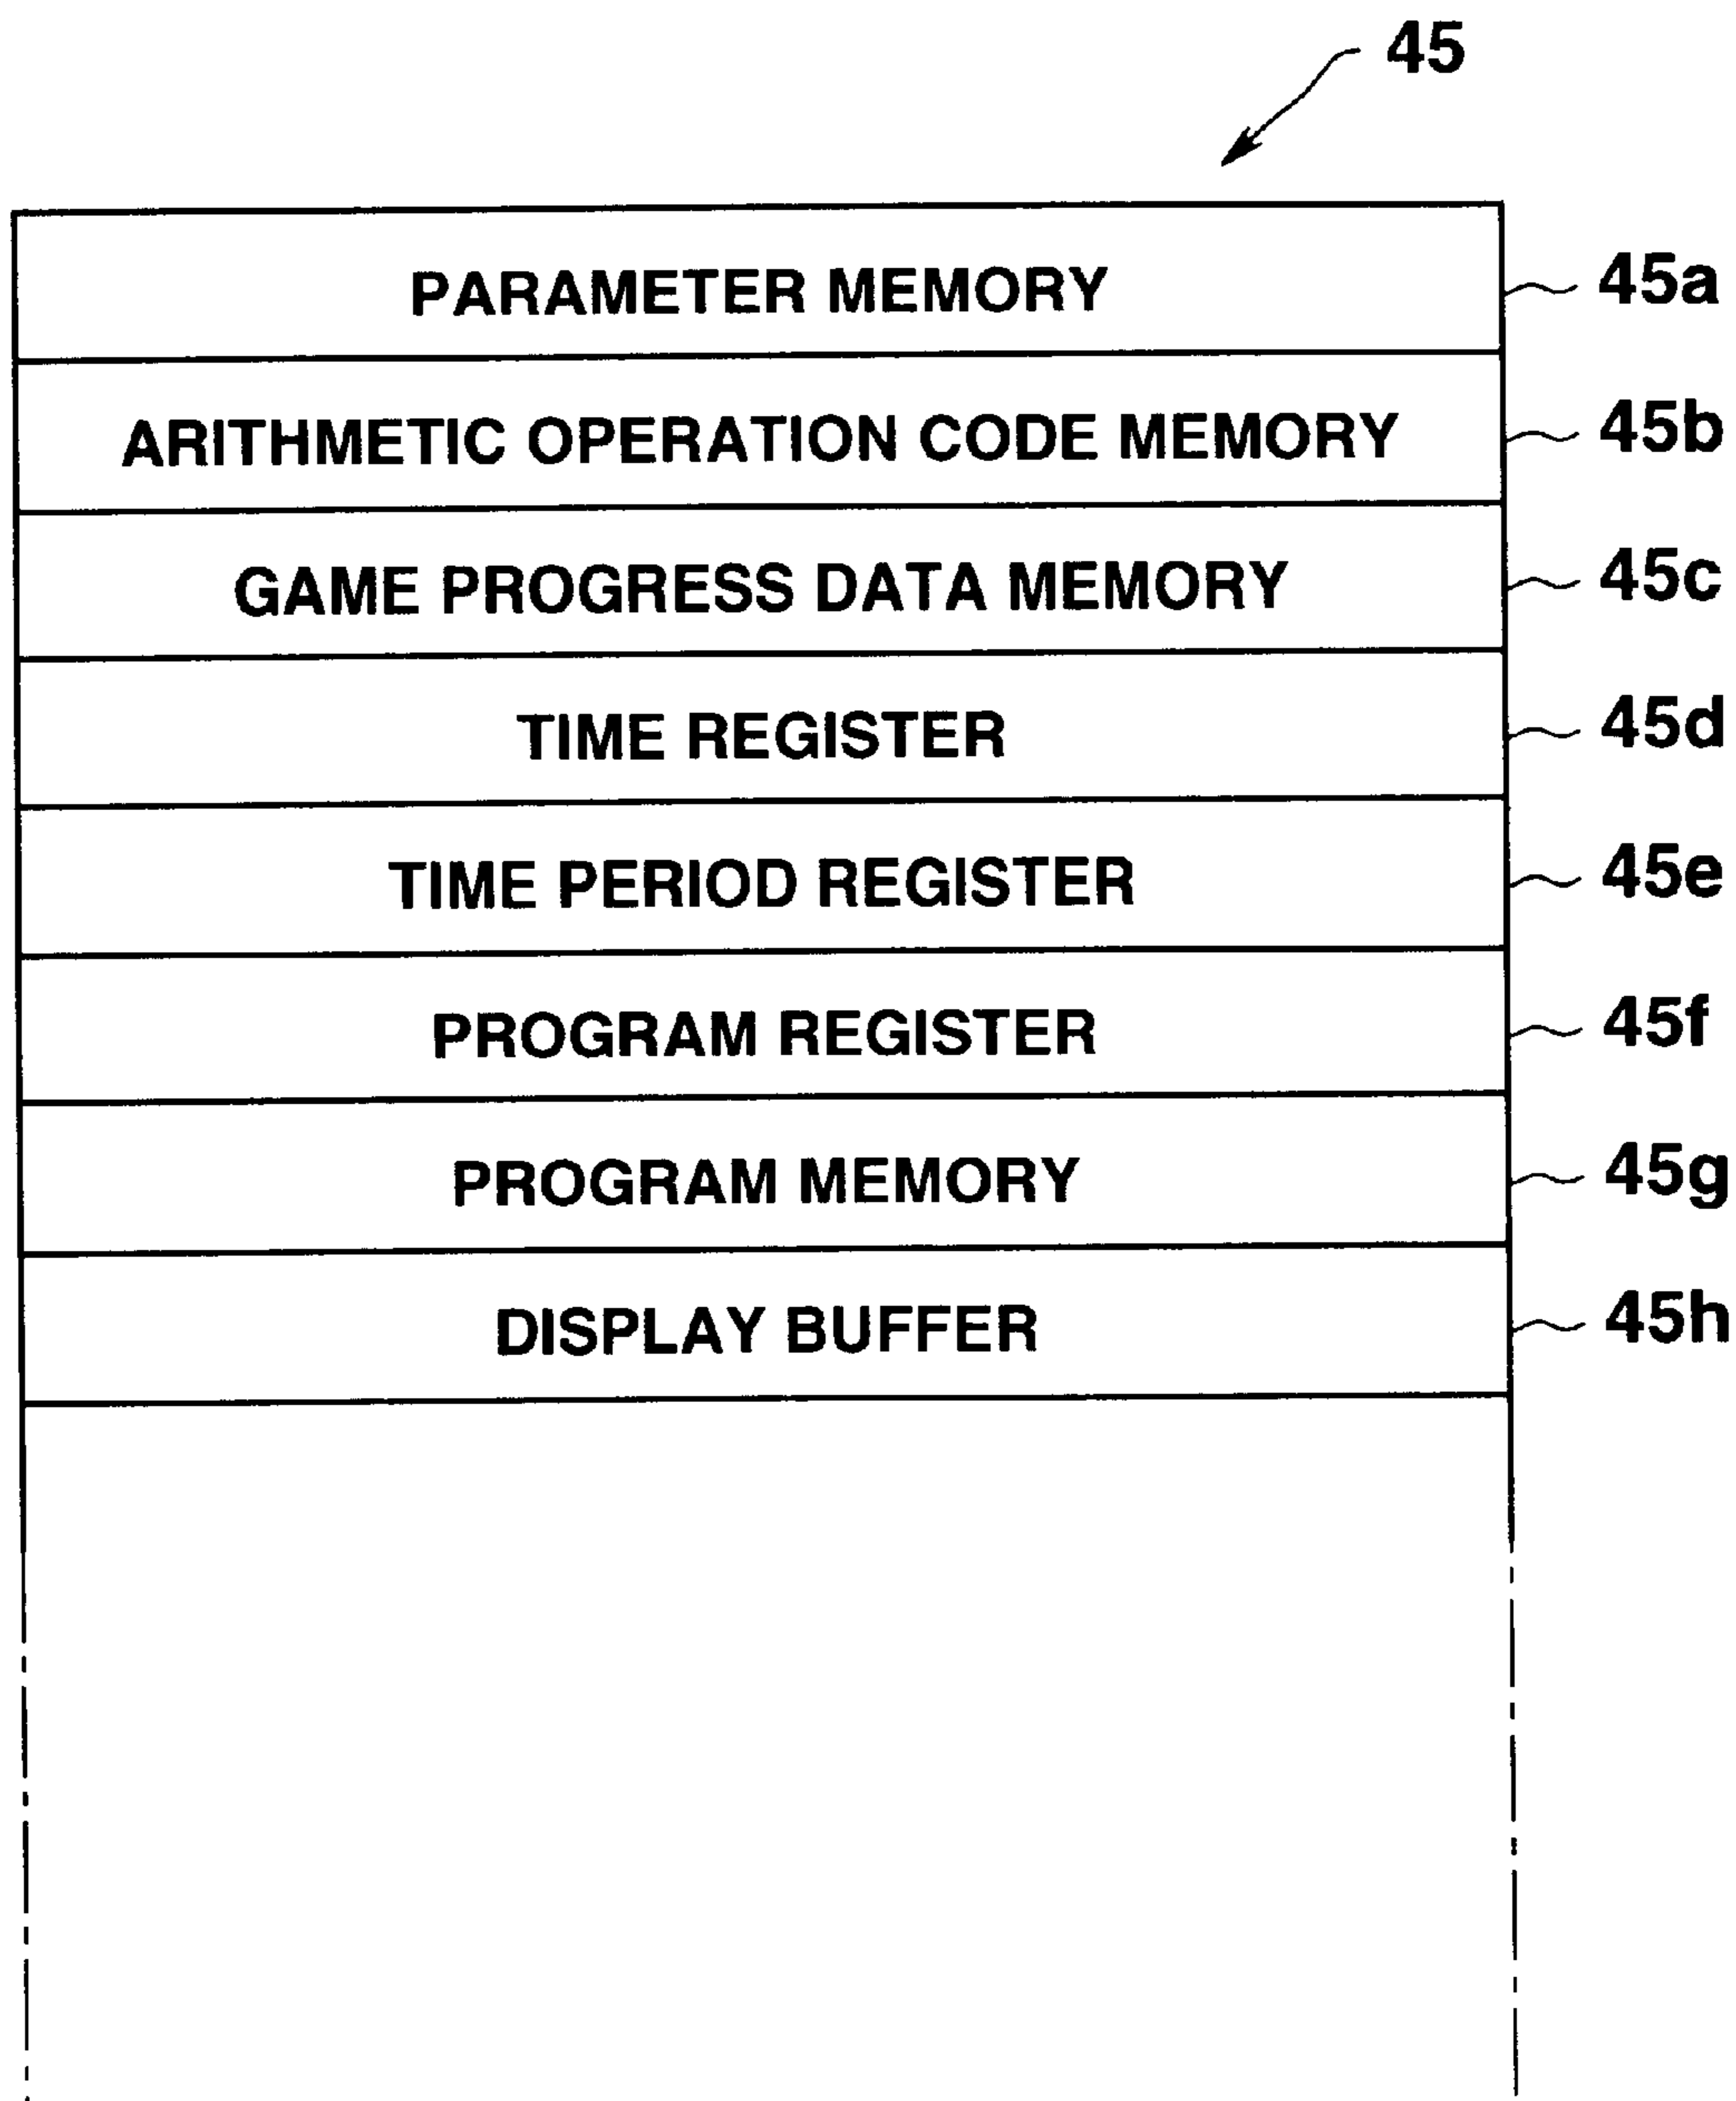 45
PARAMETER MEMORY 45a
ARITHMETIC OPERATION CODE MEMORY 45b
GAME PROGRESS DATA MEMORY 45c
TIME REGISTER 45d
TIME PERIOD REGISTER 45e
PROGRAM REGISTER 45f
PROGRAM MEMORY 45g
DISPLAY BUFFER 45h